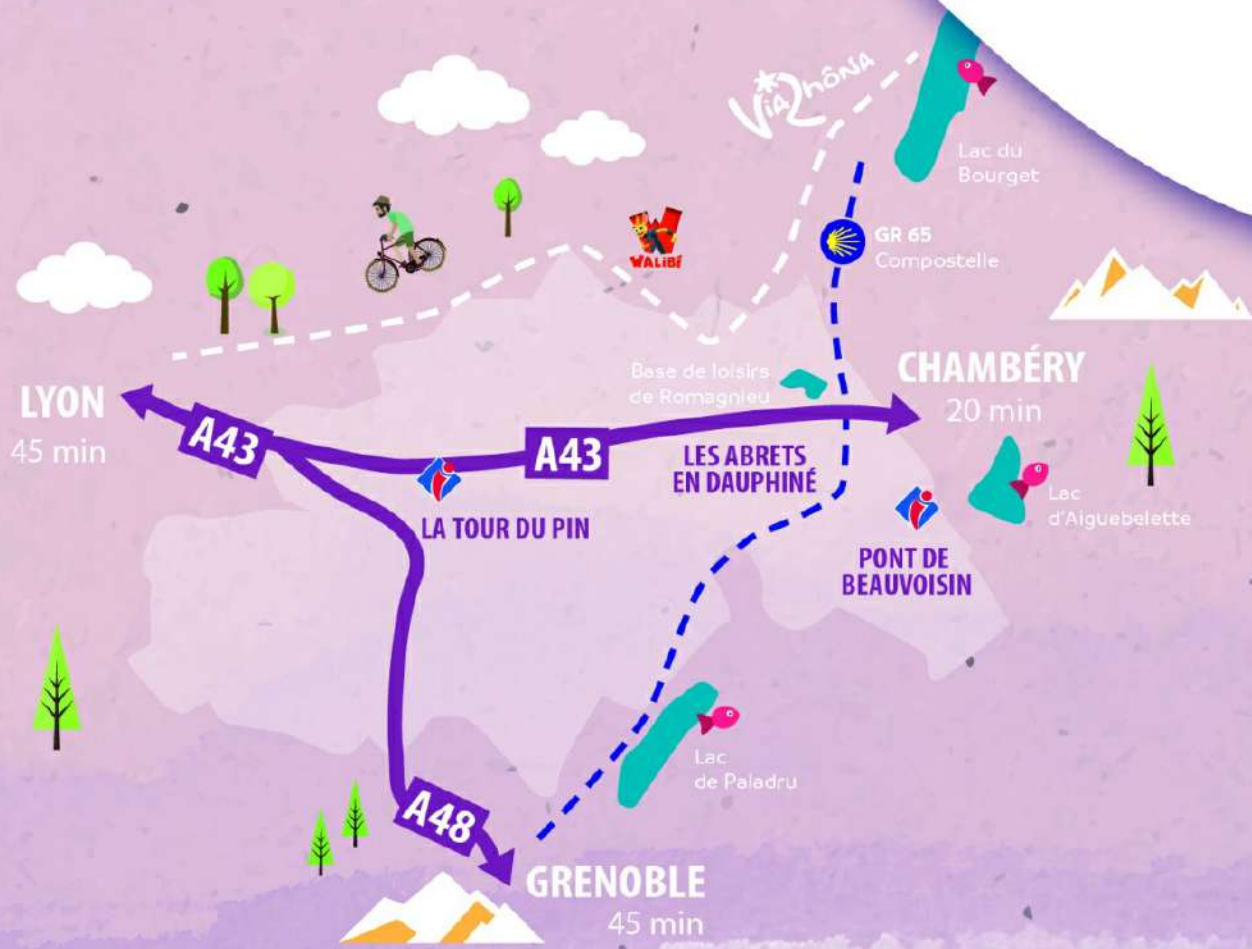 ViaRhôna
Lac du
Bourget
WALIBI
GR 65
Compostelle
Base de loisirs
de Romagnieu
CHAMBÉRY
20 min
LYON
45 min
A43
A43
LES ABRETS
EN DAUPHINÉ
LA TOUR DU PIN
Lac
d'Aiguebelette
PONT DE
BEAUVOISIN
Lac
de Paladru
A48
GRENOBLE
45 min